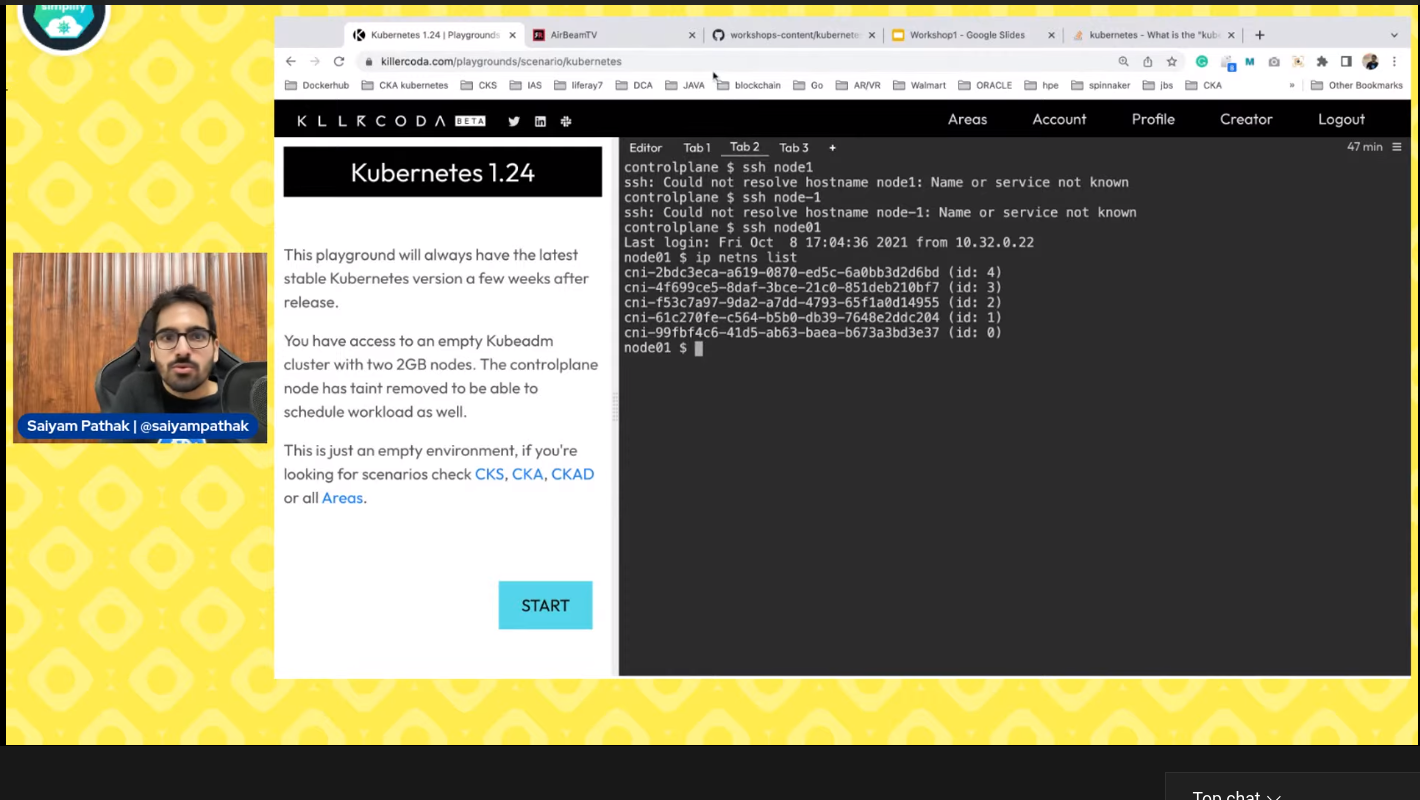 simplify
Kubernetes 1.24 | Playgrounds
AirBeamTV
workshops-content/kubernete
Workshop1 - Google Slides
kubernetes - What is the "kub
killercoda.com/playgrounds/scenario/kubernetes
Dockerhub
CKA kubernetes
CKS
IAS
liferay7
DCA
JAVA
blockchain
Go
AR/VR
Walmart
ORACLE
hpe
spinnaker
jbs
CKA
»
Other Bookmarks
KLLRCODA BETA
Areas
Account
Profile
Creator
Logout
Kubernetes 1.24
This playground will always have the latest
stable Kubernetes version a few weeks after
release.
You have access to an empty Kubeadm
cluster with two 2GB nodes. The controlplane
node has taint removed to be able to
schedule workload as well.
This is just an empty environment, if you're
looking for scenarios check CKS, CKA, CKAD
or all Areas.
START
Editor
Tab 1
Tab 2
Tab 3
+
47 min
controlplane $ ssh node1
ssh: Could not resolve hostname node1: Name or service not known
controlplane $ ssh node-1
ssh: Could not resolve hostname node-1: Name or service not known
controlplane $ ssh node01
Last login: Fri Oct  8 17:04:36 2021 from 10.32.0.22
node01 $ ip netns list
cni-2bdc3eca-a619-0870-ed5c-6a0bb3d2d6bd (id: 4)
cni-4f699ce5-8daf-3bce-21c0-851deb210bf7 (id: 3)
cni-f53c7a97-9da2-a7dd-4793-65f1a0d14955 (id: 2)
cni-61c270fe-c564-b5b0-db39-7648e2ddc204 (id: 1)
cni-99fbf4c6-41d5-ab63-baea-b673a3bd3e37 (id: 0)
node01 $
Saiyam Pathak | @saiyampathak
Top chat